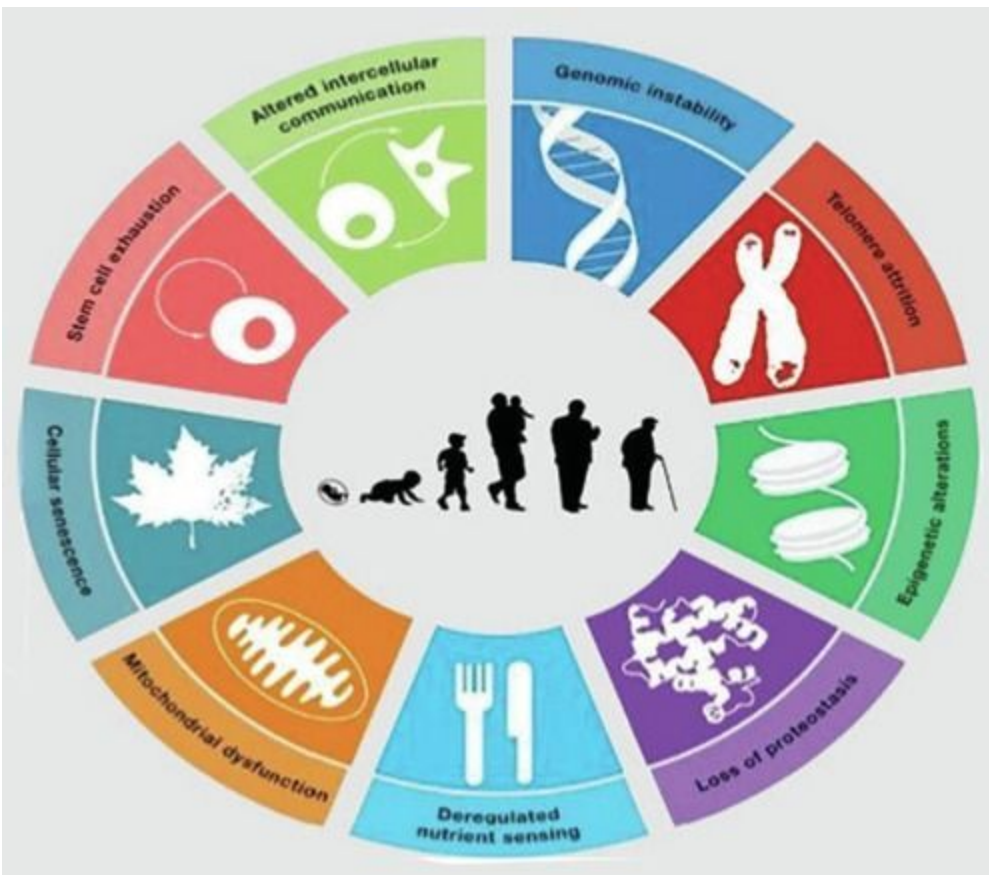 Altered intercellular
communication
Genomic instability
Telomere attrition
Epigenetic alterations
Loss of proteostasis
Deregulated
nutrient sensing
Mitochondrial dysfunction
Cellular senescence
Stem cell exhaustion